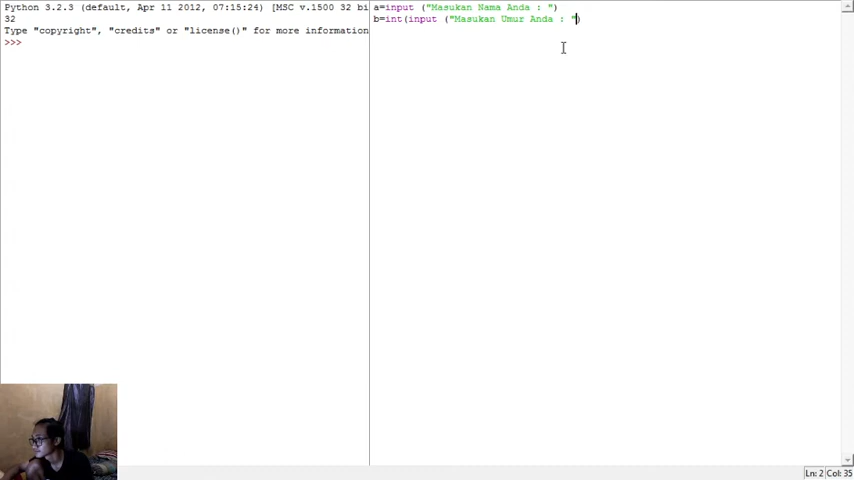 Python 3.2.3 (default, Apr 11 2012, 07:15:24) [MSC v.1500 32 bi
32
Type "copyright", "credits" or "license()" for more information
>>>
a=input ("Masukan Nama Anda : ")
b=int(input ("Masukan Umur Anda : ")
Ln: 2 Col: 35